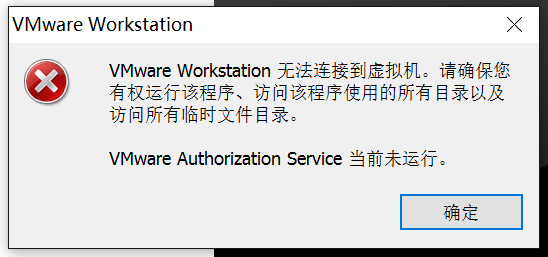 VMware Workstation
VMware Workstation 无法连接到虚拟机。请确保您
有权运行该程序、访问该程序使用的所有目录以及
访问所有临时文件目录。
VMware Authorization Service 当前未运行。
确定